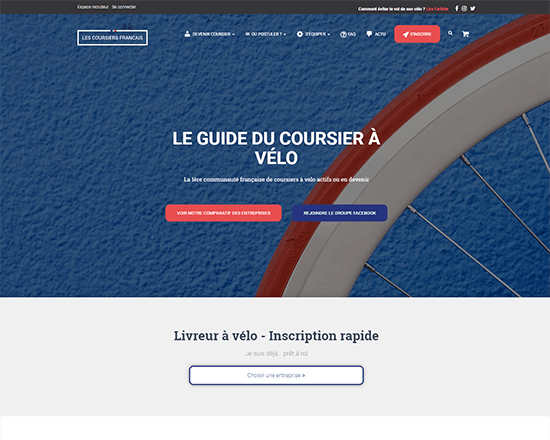 Espace recruteur Se connecter
Comment éviter le vol de son vélo ? Lire l'article
LES COURSIERS FRANCAIS
DEVENIR COURSIER
OU POSTULER ?
S'ÉQUIPER
FAQ
ACTU
S'INSCRIRE
LE GUIDE DU COURSIER À
VÉLO
La 1ère communauté française de coursiers à vélo actifs ou en devenir
VOIR NOTRE COMPARATIF DES ENTREPRISES
REJOINDRE LE GROUPE FACEBOOK
Livreur à vélo - Inscription rapide
Je suis déjà... prêt à rol
Choisir une entreprise »